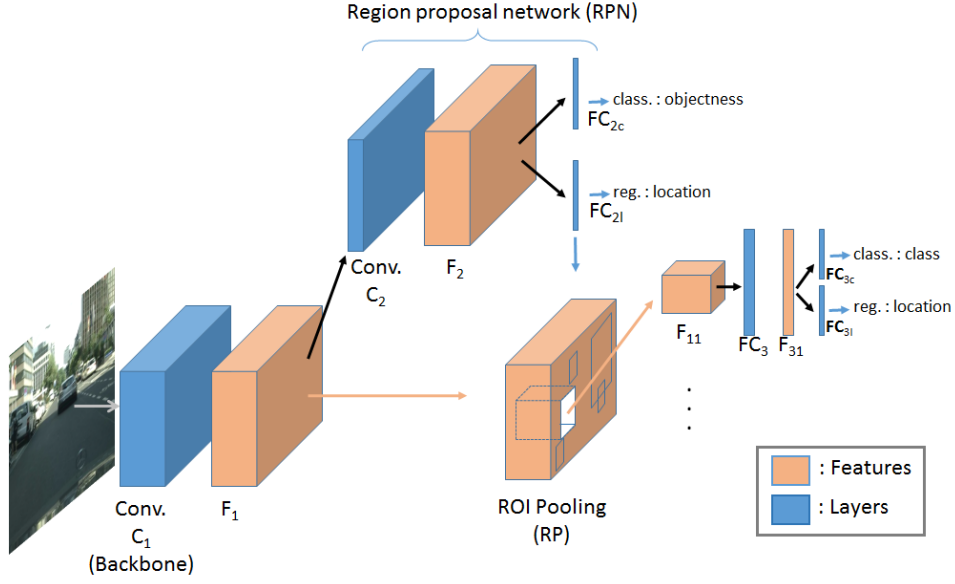 Region proposal network (RPN)
class. : objectness
FC2c
reg. : location
FC2l
Conv.
C2
F2
F11
FC3
F31
class. : class
FC3c
reg. : location
FC3l
Conv.
C1
(Backbone)
F1
ROI Pooling
(RP)
: Features
: Layers